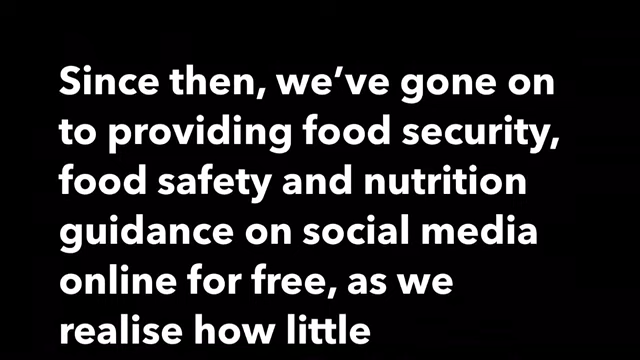 Since then, we’ve gone on
to providing food security,
food safety and nutrition
guidance on social media
online for free, as we
realise how little